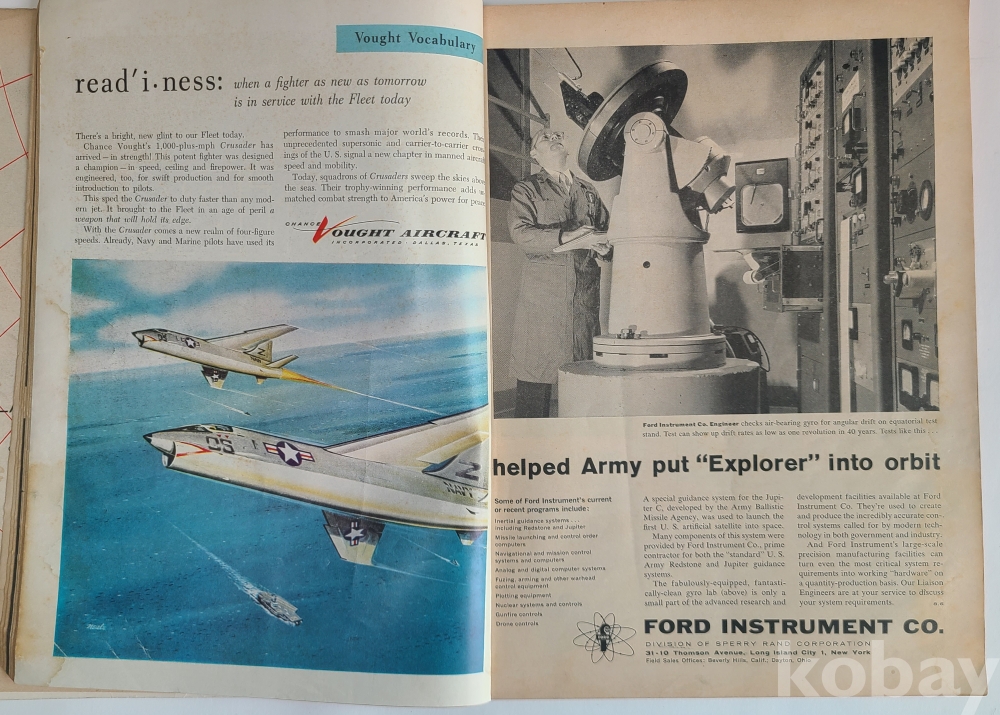 Vought Vocabulary
read'i·ness: when a fighter as new as tomorrow
is in service with the Fleet today
There's a bright, new glint to our Fleet today.
Chance Vought's 1,000-plus-mph Crusader has
arrived – in strength! This potent fighter was designed
a champion – in speed, ceiling and firepower. It was
engineered, too, for swift production and for smooth
introduction to pilots.
This sped the Crusader to duty faster than any mod-
ern jet. It brought to the Fleet in an age of peril a
weapon that will hold its edge.
With the Crusader comes a new realm of four-figure
speeds. Already, Navy and Marine pilots have used its
performance to smash major world's records.
unprecedented supersonic and carrier-to-carrier
ings of the U. S. signal a new chapter in manned
speed and mobility.
Today, squadrons of Crusaders sweep the skies
the seas. Their trophy-winning performance adds
matched combat strength to America's power for
CHANCE
VOUGHT AIRCRAFT
INCORPORATED · DALLAS, TEXAS
Z
05
Z
NAVY
Ford Instrument Co. Engineer checks air-bearing gyro for angular drift on equatorial test
stand. Test can show up drift rates as low as one revolution in 40 years. Tests like this . . .
helped Army put "Explorer" into orbit
Some of Ford Instrument's current
or recent programs include:
Inertial guidance systems . . .
including Redstone and Jupiter
Missile launching and control order
computers
Navigational and mission control
systems and computers
Analog and digital computer systems
Fuzing, arming and other warhead
control equipment
Plotting equipment
Nuclear systems and controls
Gunfire controls
Drone controls
A special guidance system for the Jupi-
ter C, developed by the Army Ballistic
Missile Agency, was used to launch the
first U. S. artificial satellite into space.
Many components of this system were
provided by Ford Instrument Co., prime
contractor for both the "standard" U. S.
Army Redstone and Jupiter guidance
systems.
The fabulously-equipped, fantasti-
cally-clean gyro lab (above) is only a
small part of the advanced research and
development facilities available at Ford
Instrument Co. They're used to create
and produce the incredibly accurate con-
trol systems called for by modern tech-
nology in both government and industry.
And Ford Instrument's large-scale
precision manufacturing facilities can
turn even the most critical system re-
quirements into working "hardware" on
a quantity-production basis. Our Liaison
Engineers are at your service to discuss
your system requirements.
FORD INSTRUMENT CO.
DIVISION OF SPERRY RAND CORPORATION
31-10 Thomson Avenue, Long Island City 1, New York
Field Sales Offices: Beverly Hills, Calif.; Dayton, Ohio
kobay